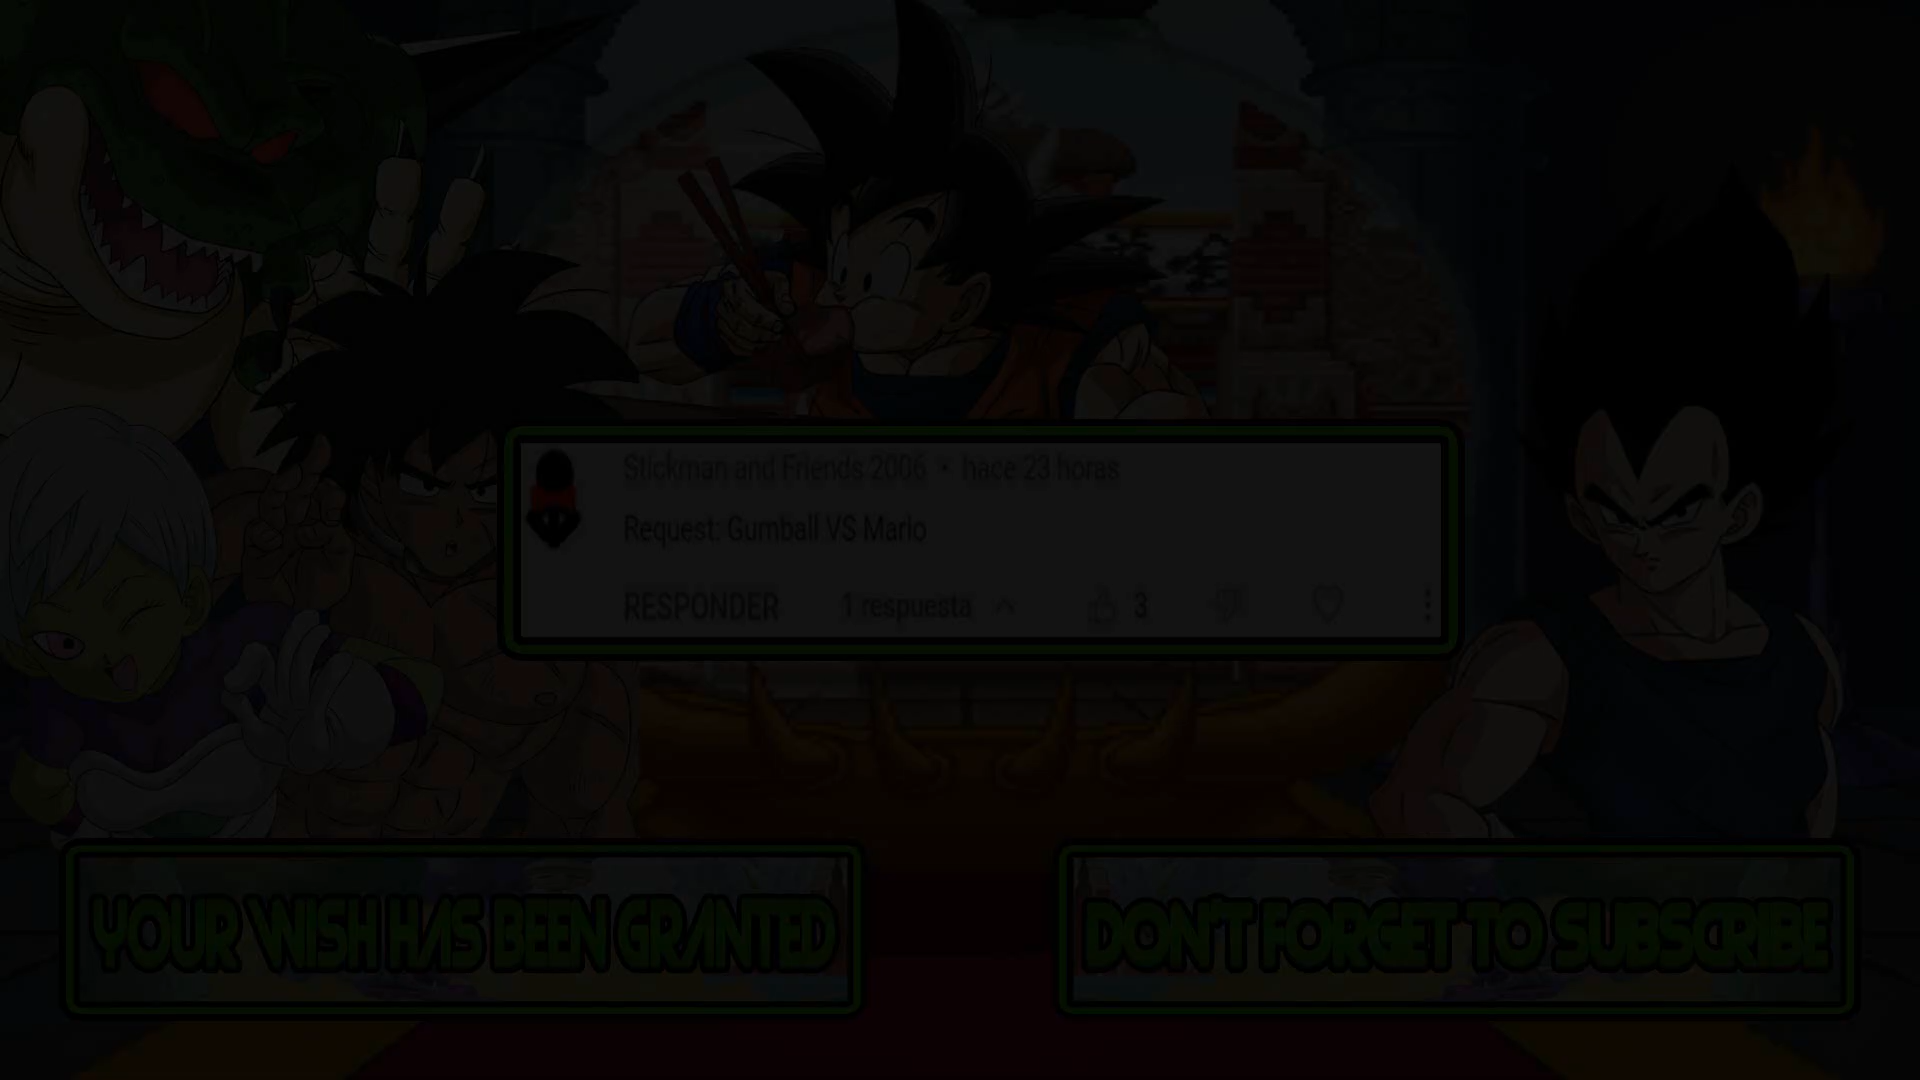 Stickman and Friends 2006 • hace 23 horas
Request: Gumball VS Mario
RESPONDER 1 respuesta 3
YOUR WISH HAS BEEN GRANTED
DON'T FORGET TO SUBSCRIBE